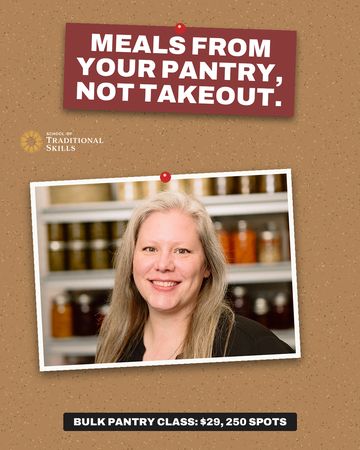 MEALS FROM
YOUR PANTRY,
NOT TAKEOUT.
SCHOOL OF
TRADITIONAL
SKILLS
BULK PANTRY CLASS: $29, 250 SPOTS